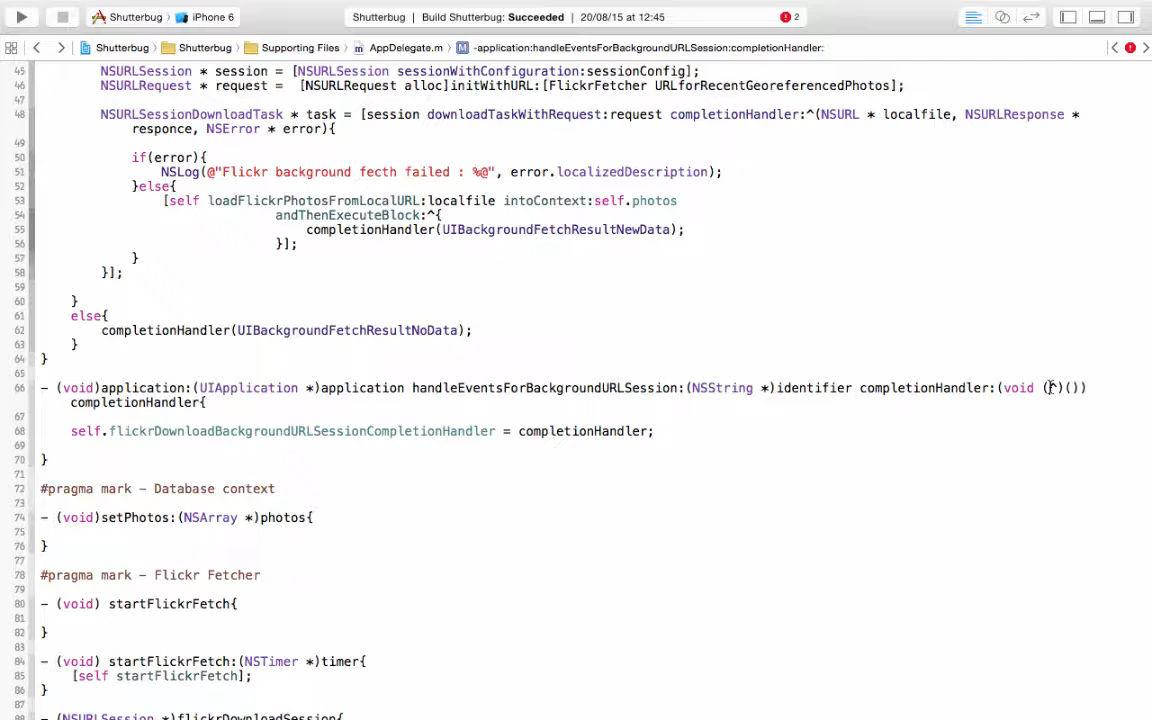 Shutterbug iPhone 6 Shutterbug | Build Shutterbug: Succeeded | 20/08/15 at 12:45 2
Shutterbug Shutterbug Supporting Files AppDelegate.m M -application:handleEventsForBackgroundURLSession:completionHandler:
45 NSURLSession * session = [NSURLSession sessionWithConfiguration:sessionConfig];
46 NSURLRequest * request =  [NSURLRequest alloc]initWithURL:[FlickrFetcher URLforRecentGeoreferencedPhotos];
47
48 NSURLSessionDownloadTask * task = [session downloadTaskWithRequest:request completionHandler:^(NSURL * localfile, NSURLResponse *
responce, NSError * error){
49
50 if(error){
51 NSLog(@"Flickr background fecth failed : %@", error.localizedDescription);
52 }else{
53 [self loadFlickrPhotosFromLocalURL:localfile intoContext:self.photos
54 andThenExecuteBlock:^{
55 completionHandler(UIBackgroundFetchResultNewData);
56 }];
57 }
58 }];
59
60 }
61 else{
62 completionHandler(UIBackgroundFetchResultNoData);
63 }
64 }
65
66 - (void)application:(UIApplication *)application handleEventsForBackgroundURLSession:(NSString *)identifier completionHandler:(void (^)())
completionHandler{
67
68 self.flickrDownloadBackgroundURLSessionCompletionHandler = completionHandler;
69
70 }
71
72 #pragma mark - Database context
73
74 - (void)setPhotos:(NSArray *)photos{
75
76 }
77
78 #pragma mark - Flickr Fetcher
79
80 - (void) startFlickrFetch{
81
82 }
83
84 - (void) startFlickrFetch:(NSTimer *)timer{
85 [self startFlickrFetch];
86 }
87
88 - (NSURLSession *)flickrDownloadSession{